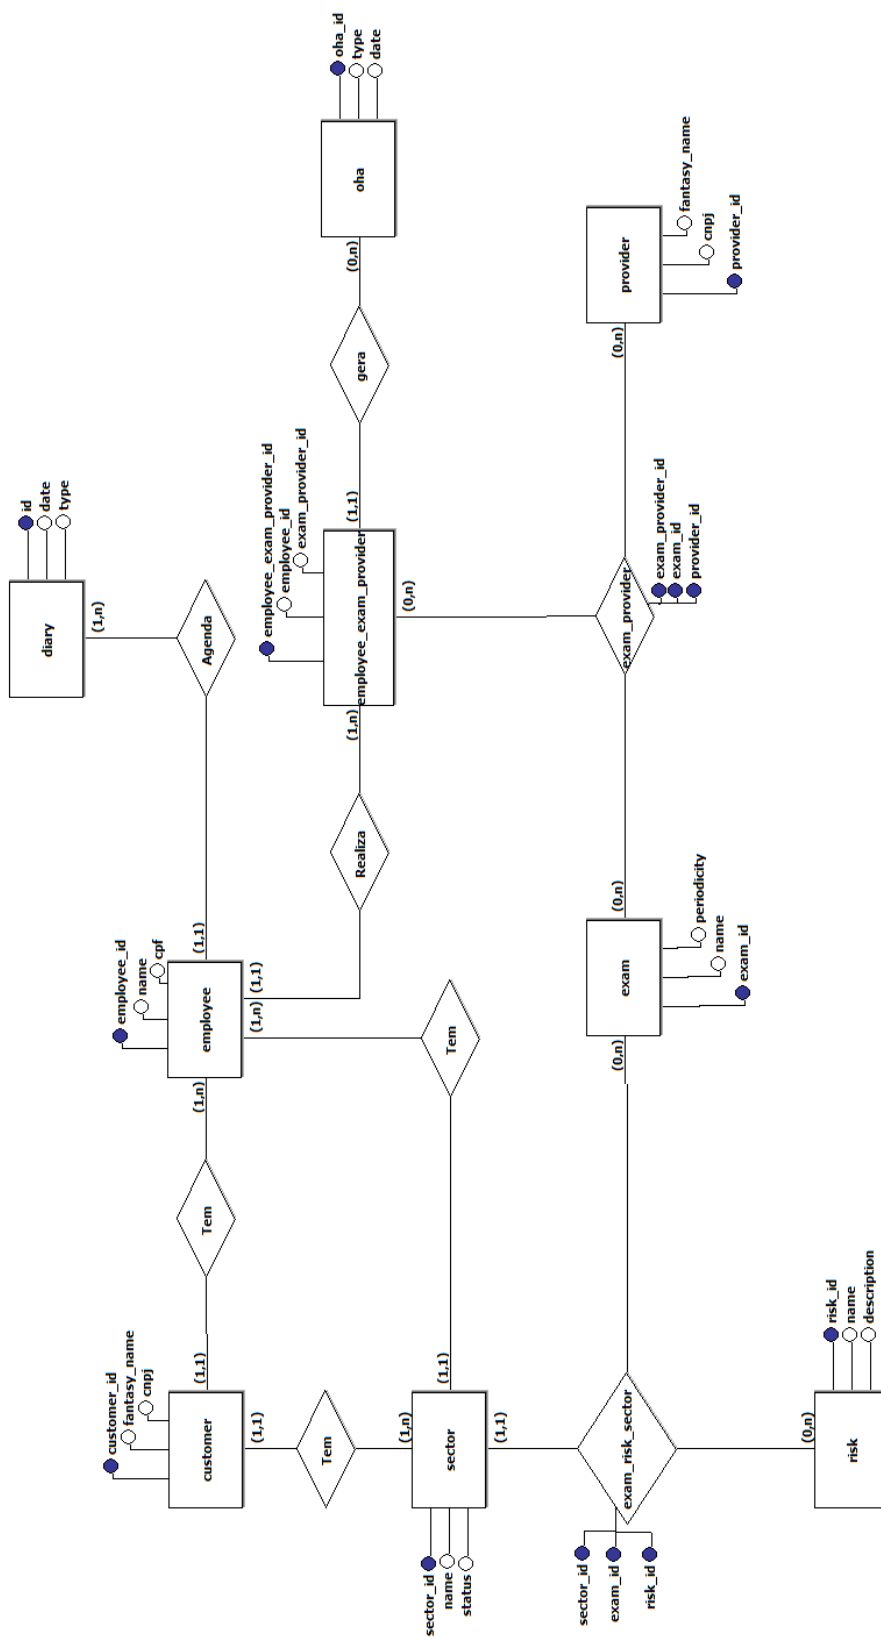 id
date
type
diary
(1,n)
customer_id
fantasy_name
cnpj
employee_id
name
cpf
customer
(1,1)
Tem
(1,n)
employee
(1,1)
Agenda
(1,1)
(1,n)
(1,1)
employee_exam_provider_id
employee_id
exam_provider_id
oha_id
type
date
Tem
Realiza
(1,n)
employee_exam_provider
(1,1)
gera
(0,n)
oha
(1,n)
(0,n)
sector_id
name
status
sector
(1,1)
Tem
(1,1)
sector_id
exam_id
risk_id
exam_risk_sector
(0,n)
exam
(0,n)
exam_provider
(0,n)
provider
exam_provider_id
exam_id
provider_id
fantasy_name
cnpj
provider_id
periodicity
name
exam_id
(0,n)
risk_id
name
description
risk